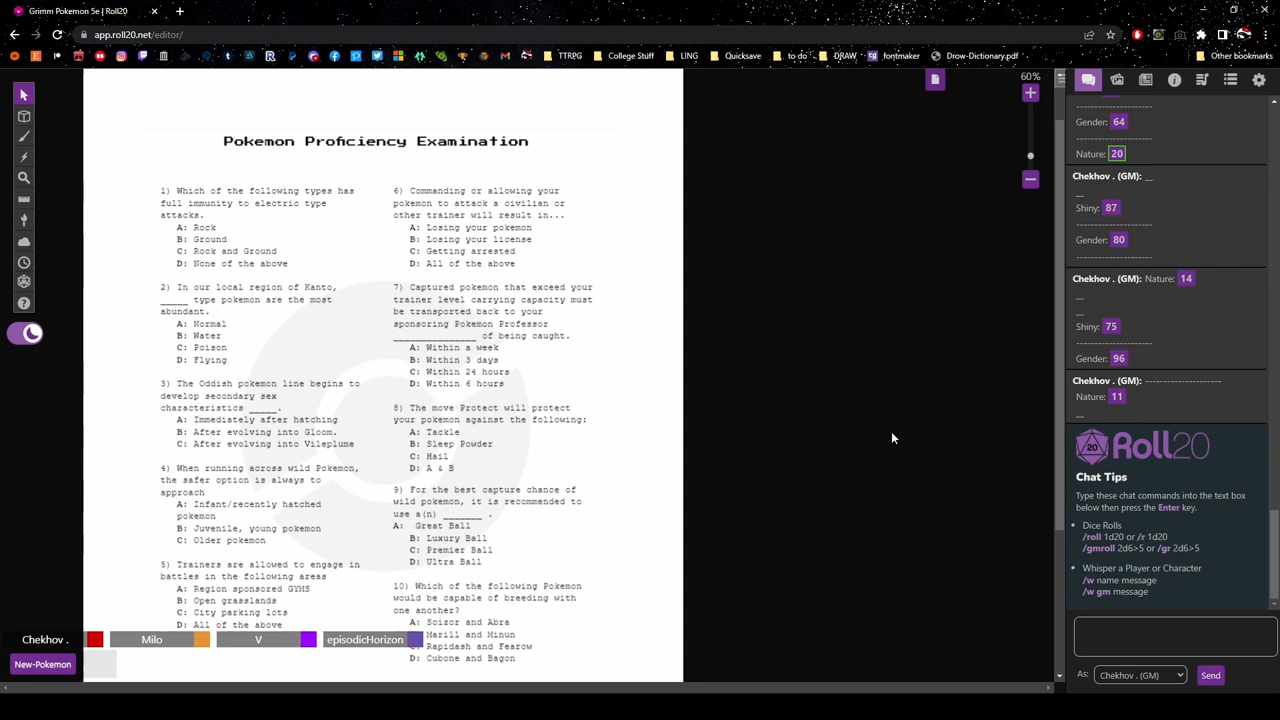 Grimm Pokemon 5e | Roll20
app.roll20.net/editor/
TTRPG
College Stuff
LING
Quicksave
to do
DRAW
fontmaker
Drow-Dictionary.pdf
Other bookmarks
60%
Pokemon Proficiency Examination
1) Which of the following types has
full immunity to electric type
attacks.
A: Rock
B: Ground
C: Rock and Ground
D: None of the above
2) In our local region of Kanto,
_____ type pokemon are the most
abundant.
A: Normal
B: Water
C: Poison
D: Flying
3) The Oddish pokemon line begins to
develop secondary sex
characteristics _____.
A: Immediately after hatching
B: After evolving into Gloom.
C: After evolving into Vileplume
4) When running across wild Pokemon,
the safer option is always to
approach
A: Infant/recently hatched
pokemon
B: Juvenile, young pokemon
C: Older pokemon
5) Trainers are allowed to engage in
battles in the following areas
A: Region sponsored GYMS
B: Open grasslands
C: City parking lots
D: All of the above
6) Commanding or allowing your
pokemon to attack a civilian or
other trainer will result in...
A: Losing your pokemon
B: Losing your license
C: Getting arrested
D: All of the above
7) Captured pokemon that exceed your
trainer level carrying capacity must
be transported back to your
sponsoring Pokemon Professor
_______________ of being caught.
A: Within a week
B: Within 3 days
C: Within 24 hours
D: Within 6 hours
8) The move Protect will protect
your pokemon against the following:
A: Tackle
B: Sleep Powder
C: Hail
D: A & B
9) For the best capture chance of
wild pokemon, it is recommended to
use a(n) _______ .
A: Great Ball
B: Luxury Ball
C: Premier Ball
D: Ultra Ball
10) Which of the following Pokemon
would be capable of breeding with
one another?
A: Scizor and Abra
Marill and Minun
Rapidash and Fearow
D: Cubone and Bagon
Chekhov .
Milo
V
episodicHorizon
New-Pokemon
----------------------
Gender: 64
----------------------
Nature: 20
Chekhov . (GM): __
__
Shiny: 87
----------------------
Gender: 80
----------------------
Chekhov . (GM): Nature: 14
__
Shiny: 75
----------------------
Gender: 96
Chekhov . (GM): ----------------------
Nature: 11
__
20 Roll20
Chat Tips
Type these chat commands into the text box
below then press the Enter key.
• Dice Rolls
/roll 1d20 or /r 1d20
/gmroll 2d6>5 or /gr 2d6>5
• Whisper a Player or Character
/w name message
/w gm message
As:
Chekhov . (GM)
Send